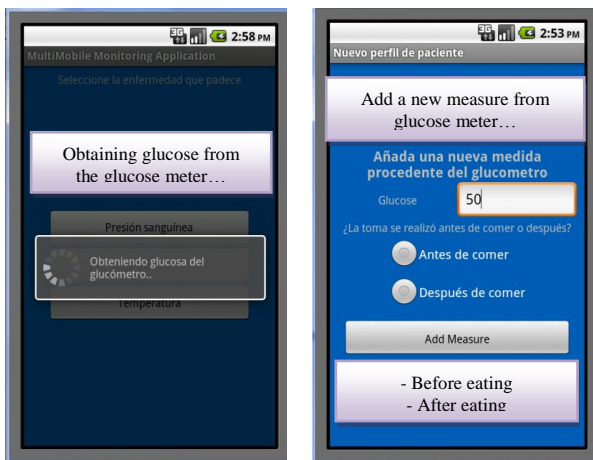 3G 2:58 PM
MultiMobile Monitoring Application
Seleccione la enfermedad que padece
Obtaining glucose from
the glucose meter…
Presión sanguínea
Obteniendo glucosa del
glucómetro..
Temperatura
3G 2:53 PM
Nuevo perfil de paciente
Add a new measure from
glucose meter…
Añada una nueva medida
procedente del glucometro
Glucose 50
¿La toma se realizó antes de comer o después?
Antes de comer
Después de comer
Add Measure
- Before eating
- After eating